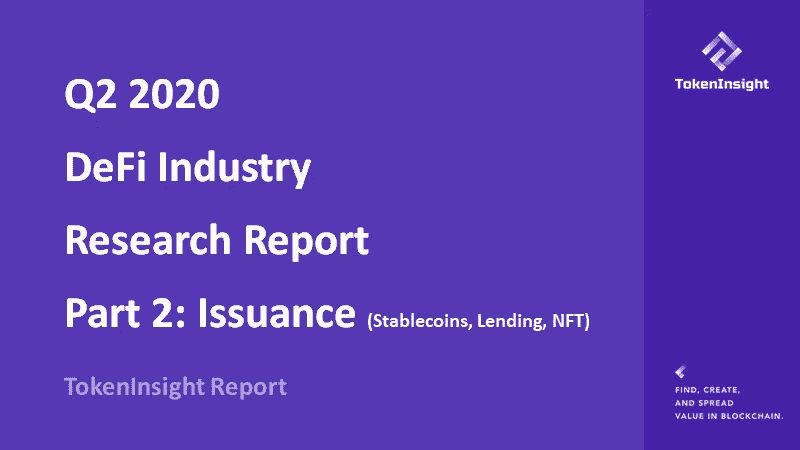 Q2 2020
DeFi Industry
Research Report
Part 2: Issuance (Stablecoins, Lending, NFT)
TokenInsight Report
TokenInsight
FIND, CREATE,
AND SPREAD
VALUE IN BLOCKCHAIN.